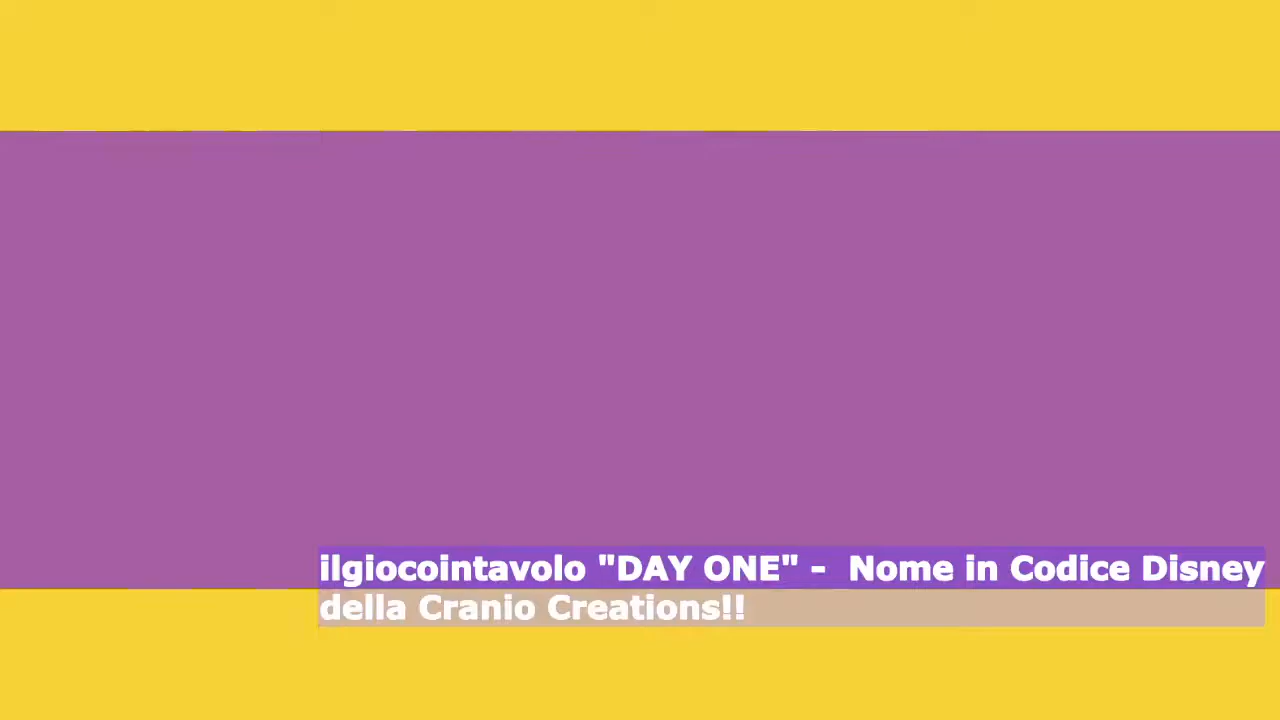 ilgiocointavolo "DAY ONE" -  Nome in Codice Disney
della Cranio Creations!!